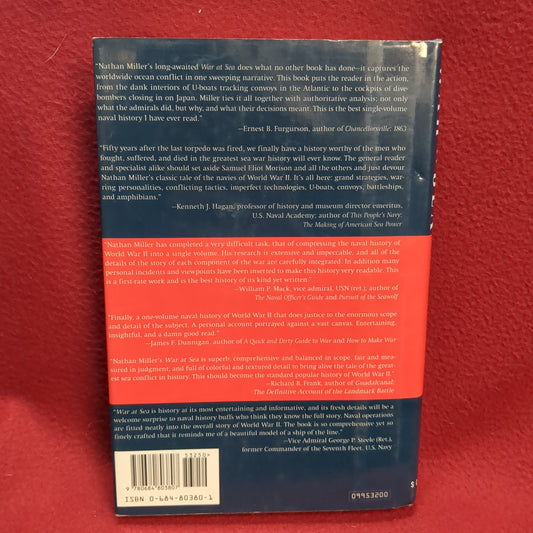 "Nathan Miller's long-awaited War at Sea does what no other book has done—it captures the
worldwide ocean conflict in one sweeping narrative. This book puts the reader in the action,
from the dank interiors of U-boats tracking convoys in the Atlantic to the cockpits of dive-
bombers closing in on Japan. Miller ties it all together with authoritative analysis: not only
what the admirals did, but why, and what their decisions meant. This is the best single-volume
naval history I have ever read."
—Ernest B. Furgurson, author of Chancellorsville: 1863
"Fifty years after the last torpedo was fired, we finally have a history worthy of the men who
fought, suffered, and died in the greatest sea war history will ever know. The general reader
and specialist alike should set aside Samuel Eliot Morison and all the others and just devour
Nathan Miller's classic tale of the navies of World War II. It's all here: grand strategies, war-
ring personalities, conflicting tactics, imperfect technologies, U-boats, convoys, battleships,
and amphibians."
—Kenneth J. Hagan, professor of history and museum director emeritus,
U.S. Naval Academy; author of This People's Navy:
The Making of American Sea Power
"Nathan Miller has completed a very difficult task, that of compressing the naval history of
World War II into a single volume. His research is extensive and impeccable, and all of the
details of the story of each component of the war are carefully integrated. In addition many
personal incidents and viewpoints have been inserted to make this history very readable. This
is a first-rate work and is the best history of its kind yet written."
—William P. Mack, vice admiral, USN (ret.), author of
The Naval Officer's Guide and Pursuit of the Seawolf
"Finally, a one-volume naval history of World War II that does justice to the enormous scope
and detail of the subject. A personal account portrayed against a vast canvas. Entertaining,
insightful, and a damn good read."
—James F. Dunnigan, author of A Quick and Dirty Guide to War and How to Make War
"Nathan Miller's War at Sea is superb, comprehensive and balanced in scope, fair and mea-
sured in judgment, and full of colorful and textured detail to bring alive the tale of the great-
est sea conflict in history. This should become the standard popular history of World War II."
—Richard B. Frank, author of Guadalcanal:
The Definitive Account of the Landmark Battle
"War at Sea is history at its most entertaining and informative, and its fresh details will be a
welcome surprise to naval history buffs who think they know the full story. Naval operations
are fitted neatly into the overall story of World War II. The book is so comprehensive yet so
finely crafted that it reminds me of a beautiful model of a ship of the line."
—Vice Admiral George P. Steele (Ret.),
former Commander of the Seventh Fleet, U.S. Navy
53250>
9 780684 803807
ISBN 0-684-80380-1
09953200